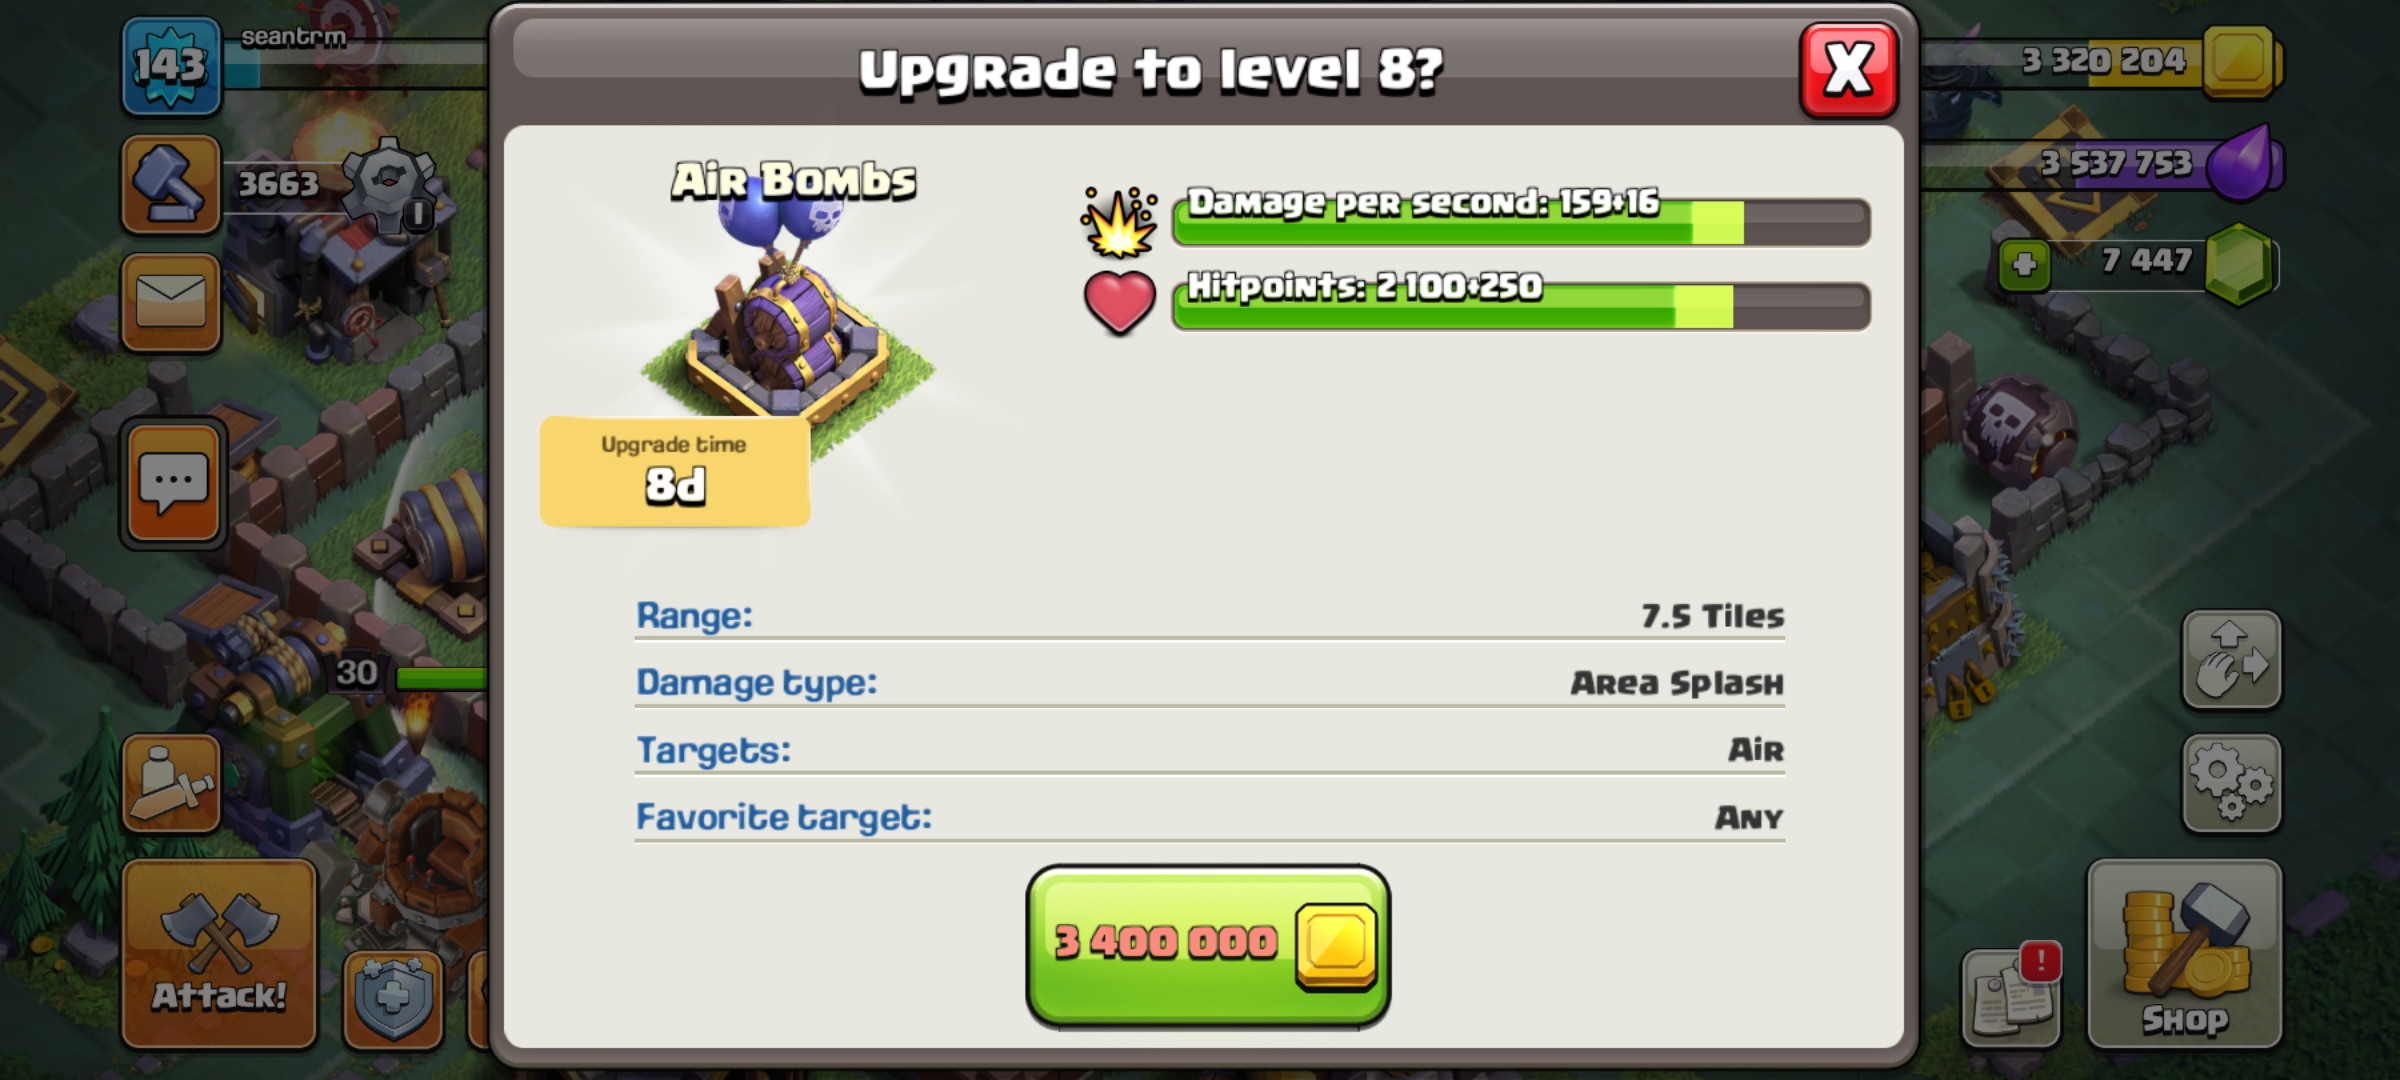 143
seantrm
Upgrade to level 8?
X
3 320 204
3663
Air Bombs
Damage per second: 159+16
3 537 753
Hitpoints: 2 100+250
7 447
Upgrade time
8d
Range: 7.5 Tiles
30
Damage type: Area Splash
Targets: Air
Favorite target: Any
3 400 000
Attack!
!
Shop